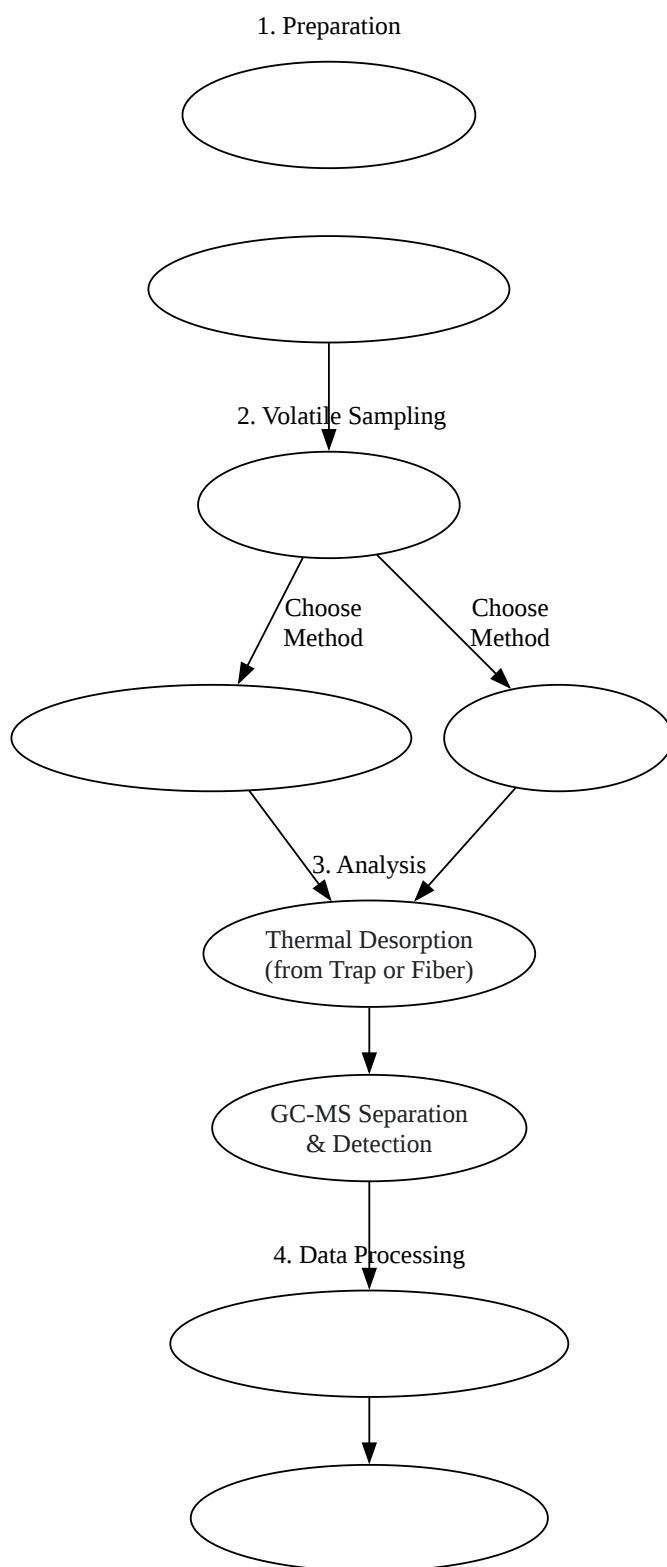 1. Preparation
2. Volatile Sampling
Choose
Method
Choose
Method
3. Analysis
Thermal Desorption
(from Trap or Fiber)
GC-MS Separation
& Detection
4. Data Processing